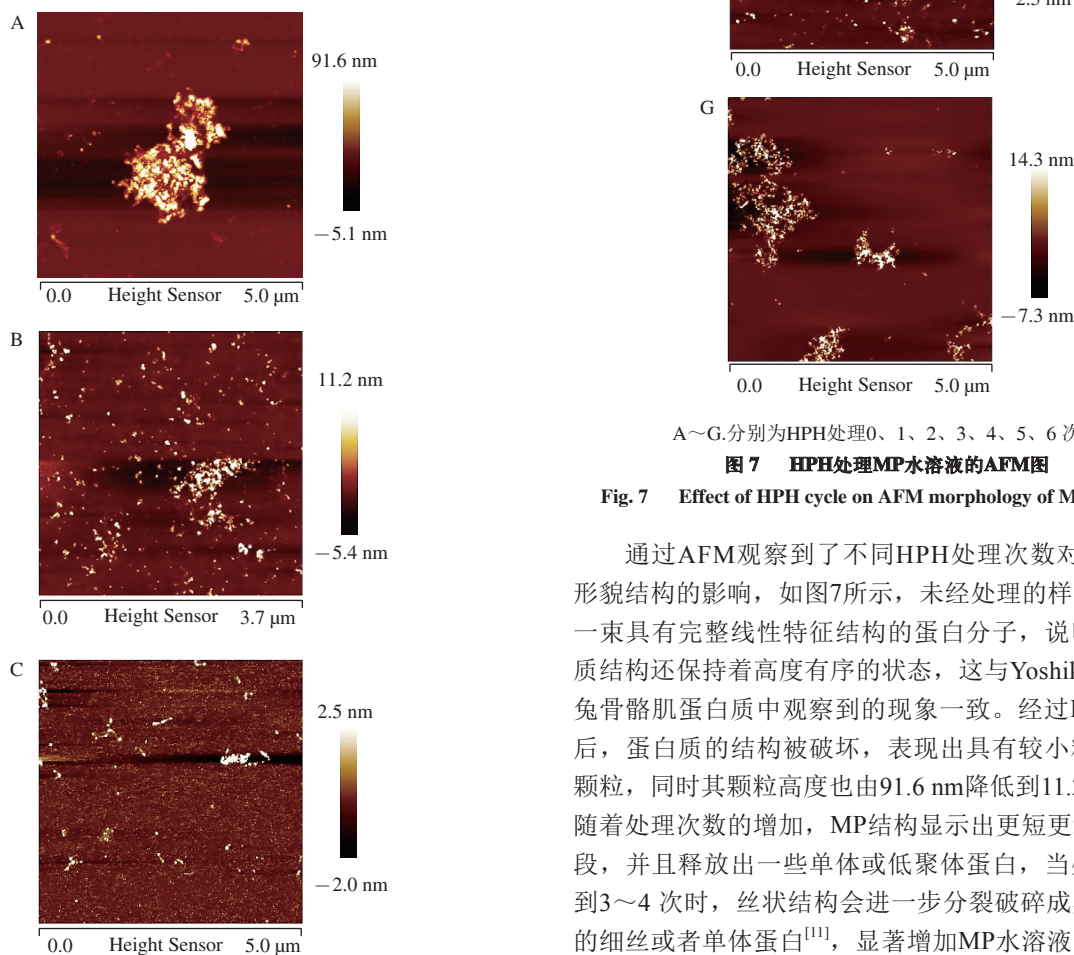 A
91.6 nm
−5.1 nm
0.0 Height Sensor 5.0 μm
B
11.2 nm
−5.4 nm
0.0 Height Sensor 3.7 μm
C
2.5 nm
−2.0 nm
0.0 Height Sensor 5.0 μm
0.0 Height Sensor 5.0 μm
G
14.3 nm
−7.3 nm
0.0 Height Sensor 5.0 μm
A～G.分别为HPH处理0、1、2、3、4、5、6 次
图 7 HPH处理MP水溶液的AFM图
Fig. 7 Effect of HPH cycle on AFM morphology of M
通过AFM观察到了不同HPH处理次数对
形貌结构的影响，如图7所示，未经处理的样
一束具有完整线性特征结构的蛋白分子，说
质结构还保持着高度有序的状态，这与Yoshi
兔骨骼肌蛋白质中观察到的现象一致。经过
后，蛋白质的结构被破坏，表现出具有较小
颗粒，同时其颗粒高度也由91.6 nm降低到11.
随着处理次数的增加，MP结构显示出更短更
段，并且释放出一些单体或低聚体蛋白，当
到3～4 次时，丝状结构会进一步分裂破碎成
的细丝或者单体蛋白[11]，显著增加MP水溶液